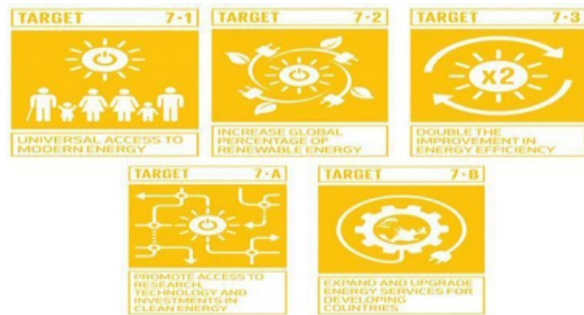 TARGET 7·1
UNIVERSAL ACCESS TO
MODERN ENERGY
TARGET 7·2
INCREASE GLOBAL
PERCENTAGE OF
RENEWABLE ENERGY
TARGET 7·3
X2
DOUBLE THE
IMPROVEMENT IN
ENERGY EFFICIENCY
TARGET 7·A
PROMOTE ACCESS TO
RESEARCH,
TECHNOLOGY AND
INVESTMENTS IN
CLEAN ENERGY
TARGET 7·B
EXPAND AND UPGRADE
ENERGY SERVICES FOR
DEVELOPING
COUNTRIES